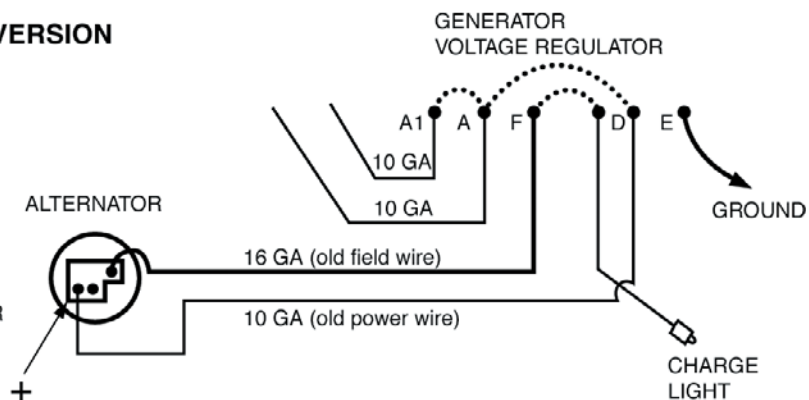 VERSION
GENERATOR
VOLTAGE REGULATOR
A1 A F D E
10 GA
10 GA
GROUND
ALTERNATOR
16 GA (old field wire)
10 GA (old power wire)
R
+
CHARGE
LIGHT